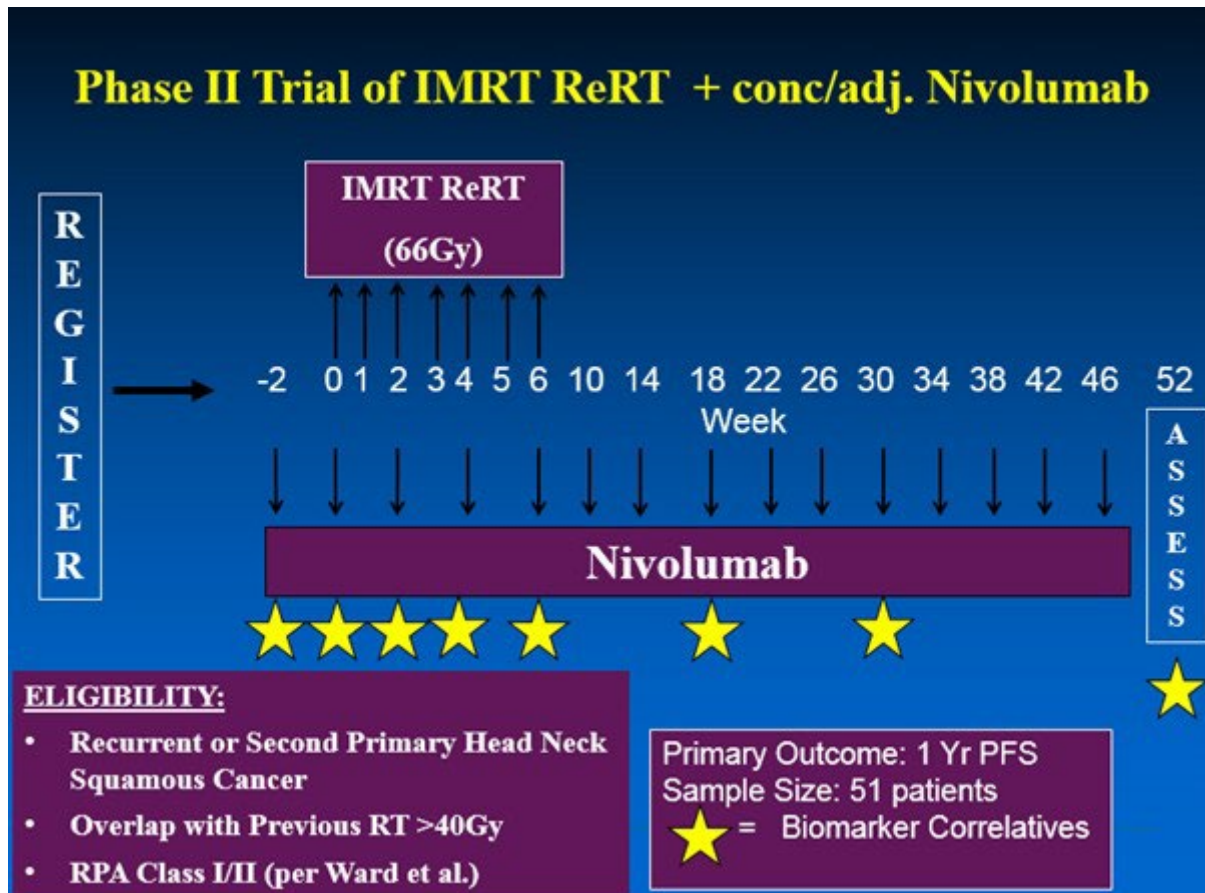 Phase II Trial of IMRT ReRT + conc/adj. Nivolumab
IMRT ReRT
(66Gy)
REGISTER
-2 0 1 2 3 4 5 6 10 14 18 22 26 30 34 38 42 46 52
Week
ASSESS
Nivolumab
ELIGIBILITY:
• Recurrent or Second Primary Head Neck
Squamous Cancer
• Overlap with Previous RT >40Gy
• RPA Class I/II (per Ward et al.)
Primary Outcome: 1 Yr PFS
Sample Size: 51 patients
= Biomarker Correlatives